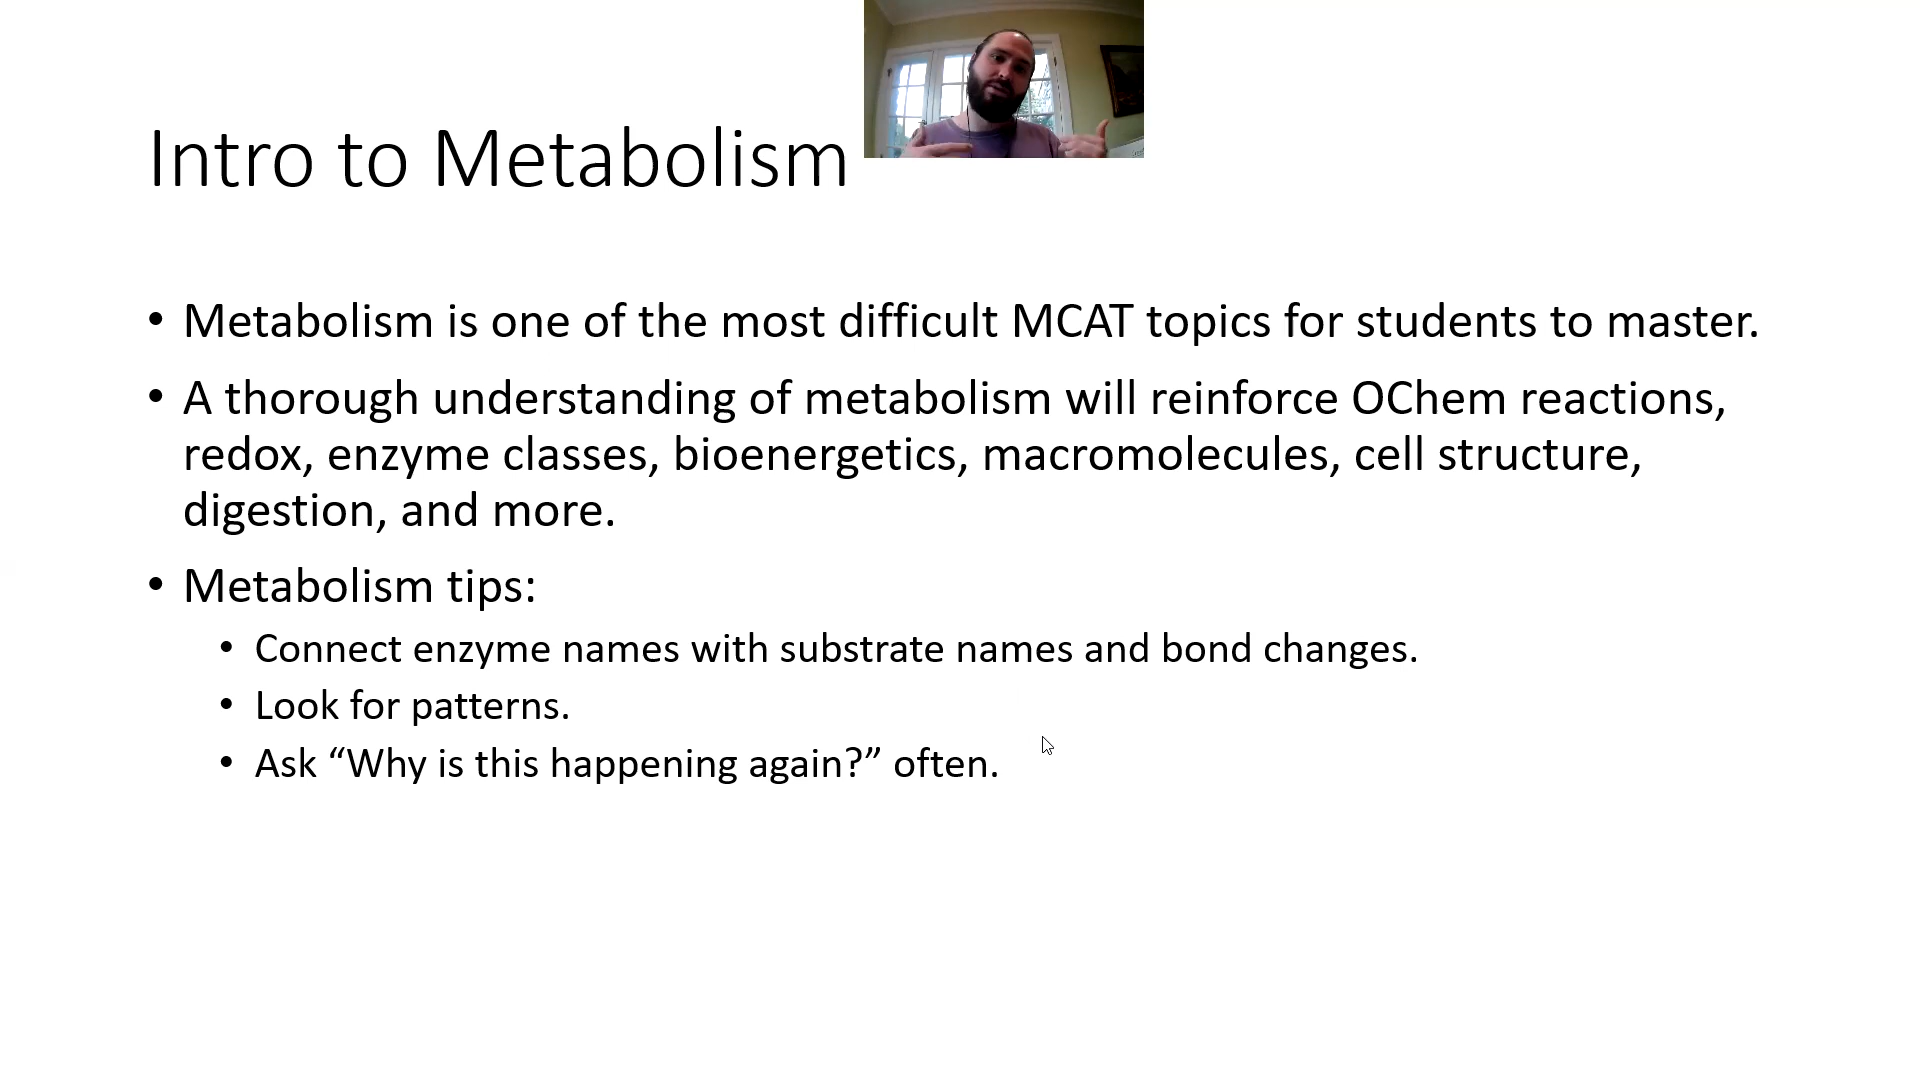 Intro to Metabolism
• Metabolism is one of the most difficult MCAT topics for students to master.
• A thorough understanding of metabolism will reinforce OChem reactions,
redox, enzyme classes, bioenergetics, macromolecules, cell structure,
digestion, and more.
• Metabolism tips:
• Connect enzyme names with substrate names and bond changes.
• Look for patterns.
• Ask “Why is this happening again?” often.